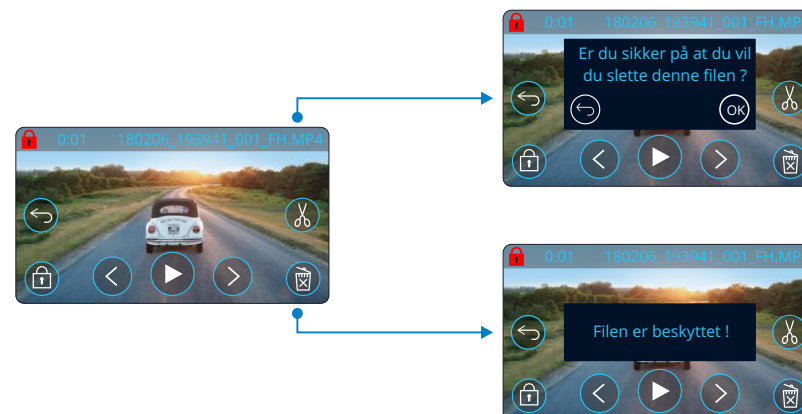 0:01 180206_193941_001_FH.MP4
0:01 180206_193941_001_FH.MP
Er du sikker på at du vil
du slette denne filen ?
OK
0:01 180206_193941_001_FH.MP
Filen er beskyttet !